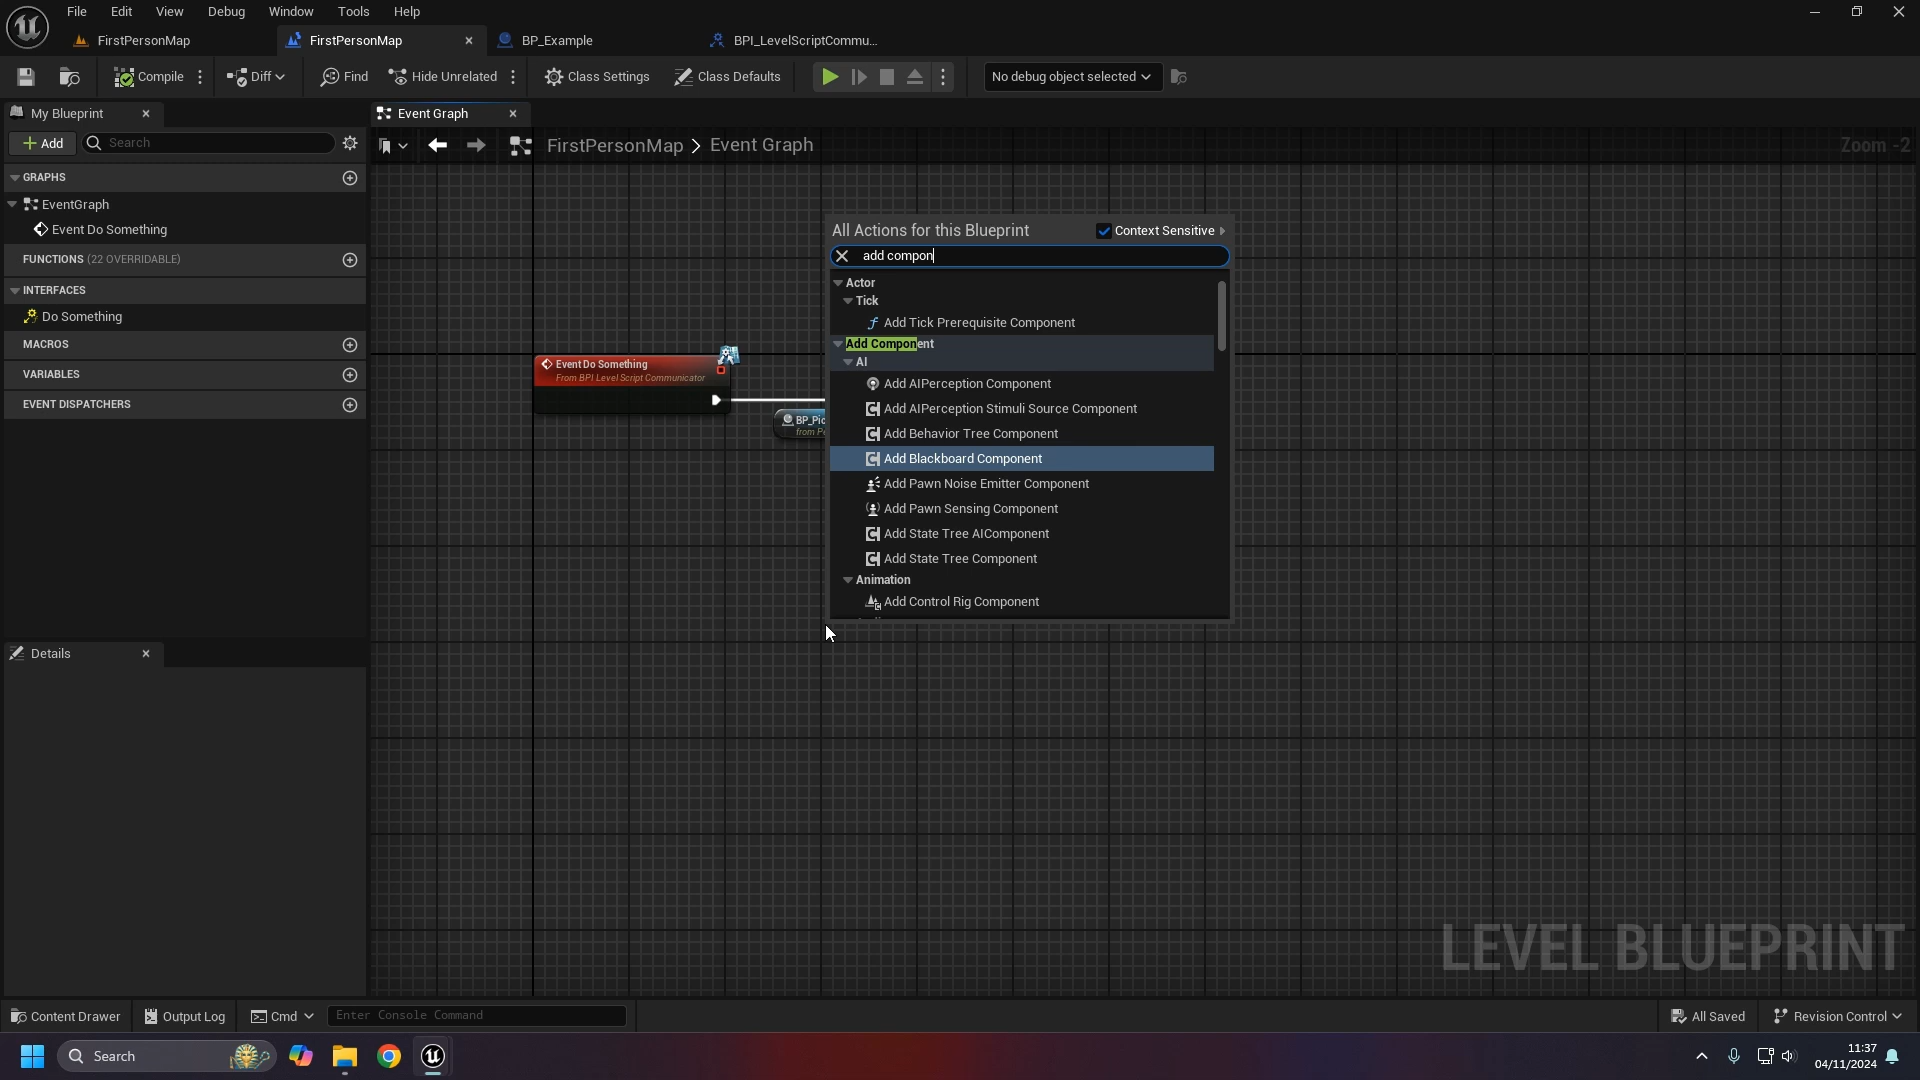 File Edit View Debug Window Tools Help
FirstPersonMap FirstPersonMap BP_Example BPI_LevelScriptCommu...
Compile Diff Find Hide Unrelated Class Settings Class Defaults No debug object selected
My Blueprint Event Graph
Add Search FirstPersonMap > Event Graph Zoom -2
GRAPHS
EventGraph
Event Do Something
FUNCTIONS (22 OVERRIDABLE)
INTERFACES
Do Something
MACROS
VARIABLES
EVENT DISPATCHERS
Details
Event Do Something
From BPI Level Script Communicator
BP_Pic
from Pe
All Actions for this Blueprint Context Sensitive
add compon
Actor
Tick
Add Tick Prerequisite Component
Add Component
AI
Add AIPerception Component
Add AIPerception Stimuli Source Component
Add Behavior Tree Component
Add Blackboard Component
Add Pawn Noise Emitter Component
Add Pawn Sensing Component
Add State Tree AIComponent
Add State Tree Component
Animation
Add Control Rig Component
LEVEL BLUEPRINT
Content Drawer Output Log Cmd Enter Console Command All Saved Revision Control
Search 11:37
04/11/2024